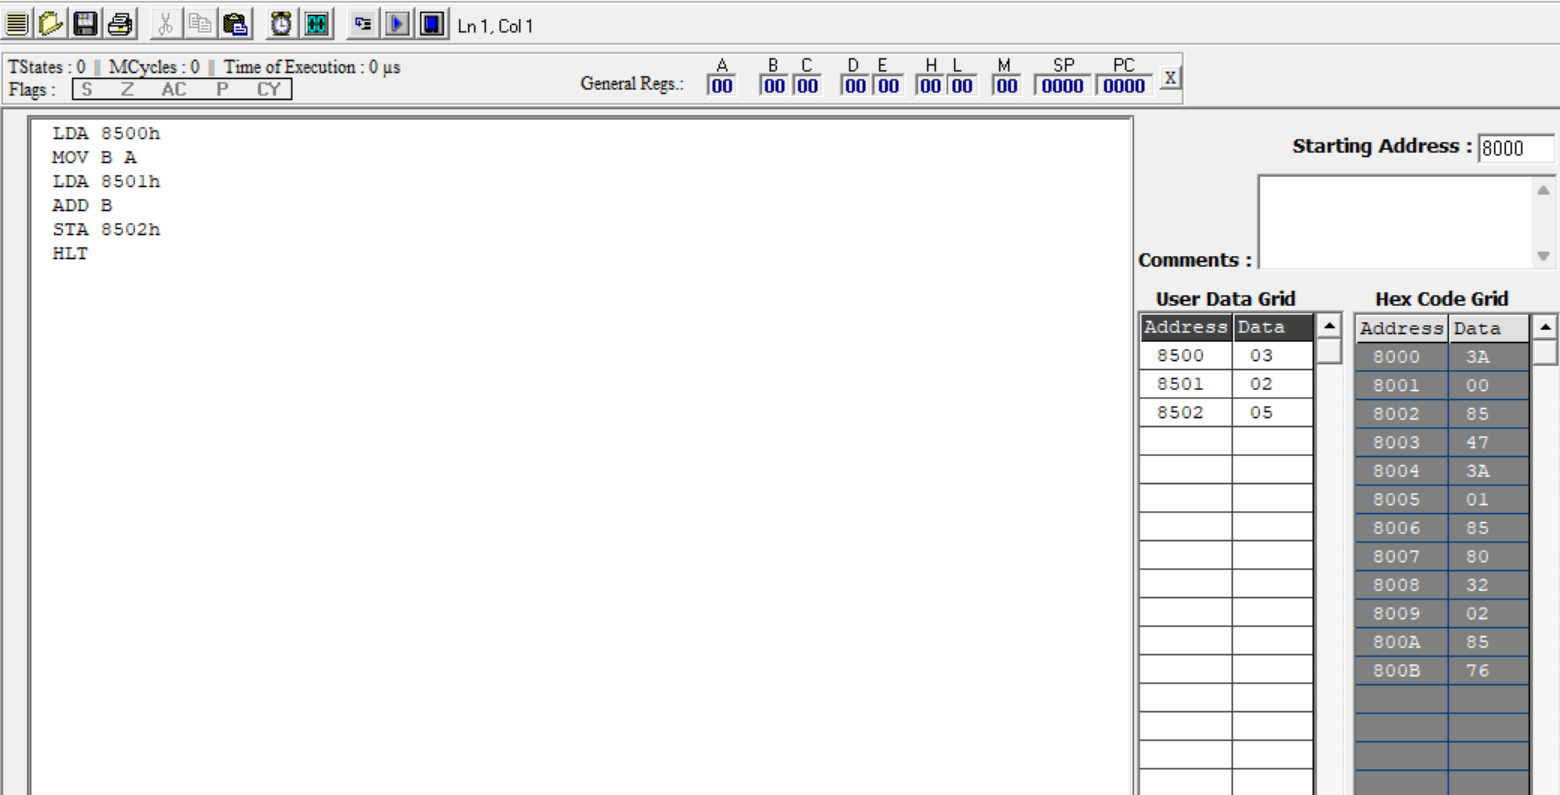 Ln 1, Col 1
TStates : 0 || MCycles : 0 || Time of Execution : 0 µs
Flags : S Z AC P CY
General Regs.: A B C D E H L M SP PC X
00 00 00 00 00 00 00 00 0000 0000
LDA 8500h
MOV B A
LDA 8501h
ADD B
STA 8502h
HLT
Starting Address : 8000
Comments :
User Data Grid
Address Data
8500 03
8501 02
8502 05
Hex Code Grid
Address Data
8000 3A
8001 00
8002 85
8003 47
8004 3A
8005 01
8006 85
8007 80
8008 32
8009 02
800A 85
800B 76